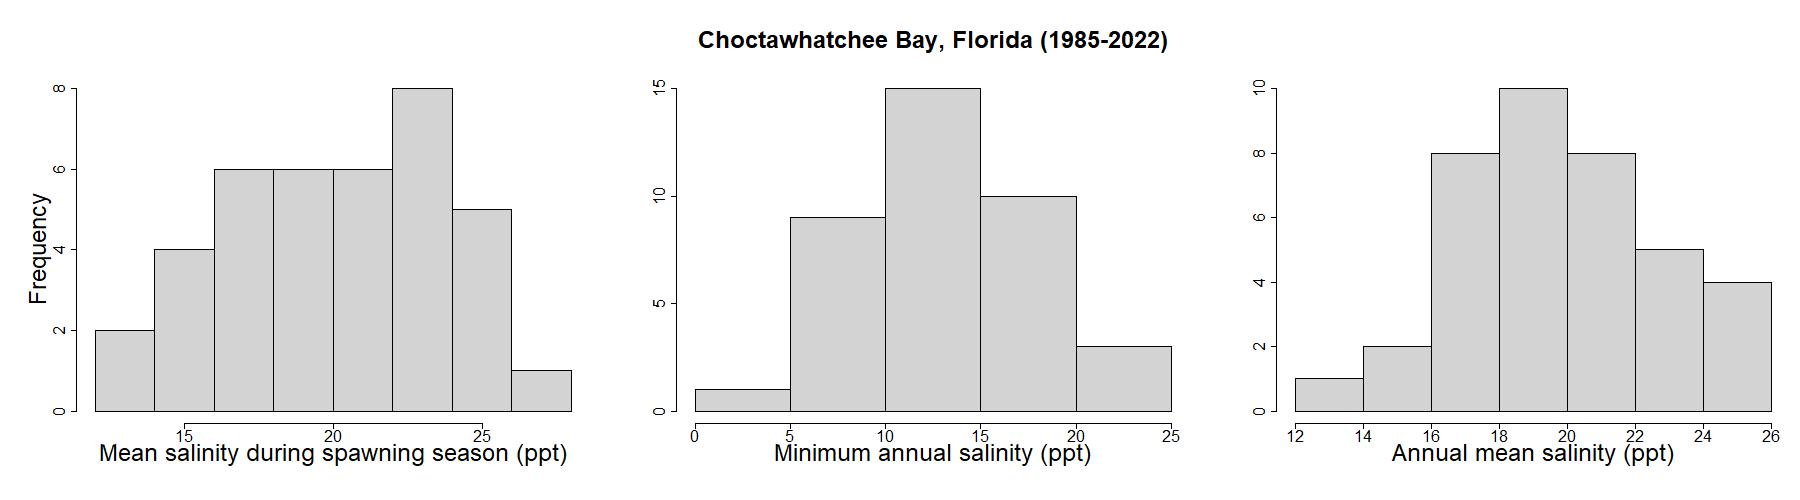 Choctawhatchee Bay, Florida (1985-2022)
Frequency
0 2 4 6 8
15 20 25
Mean salinity during spawning season (ppt)
0 5 10 15
0 5 10 15 20 25
Minimum annual salinity (ppt)
0 2 4 6 8 10
12 14 16 18 20 22 24 26
Annual mean salinity (ppt)